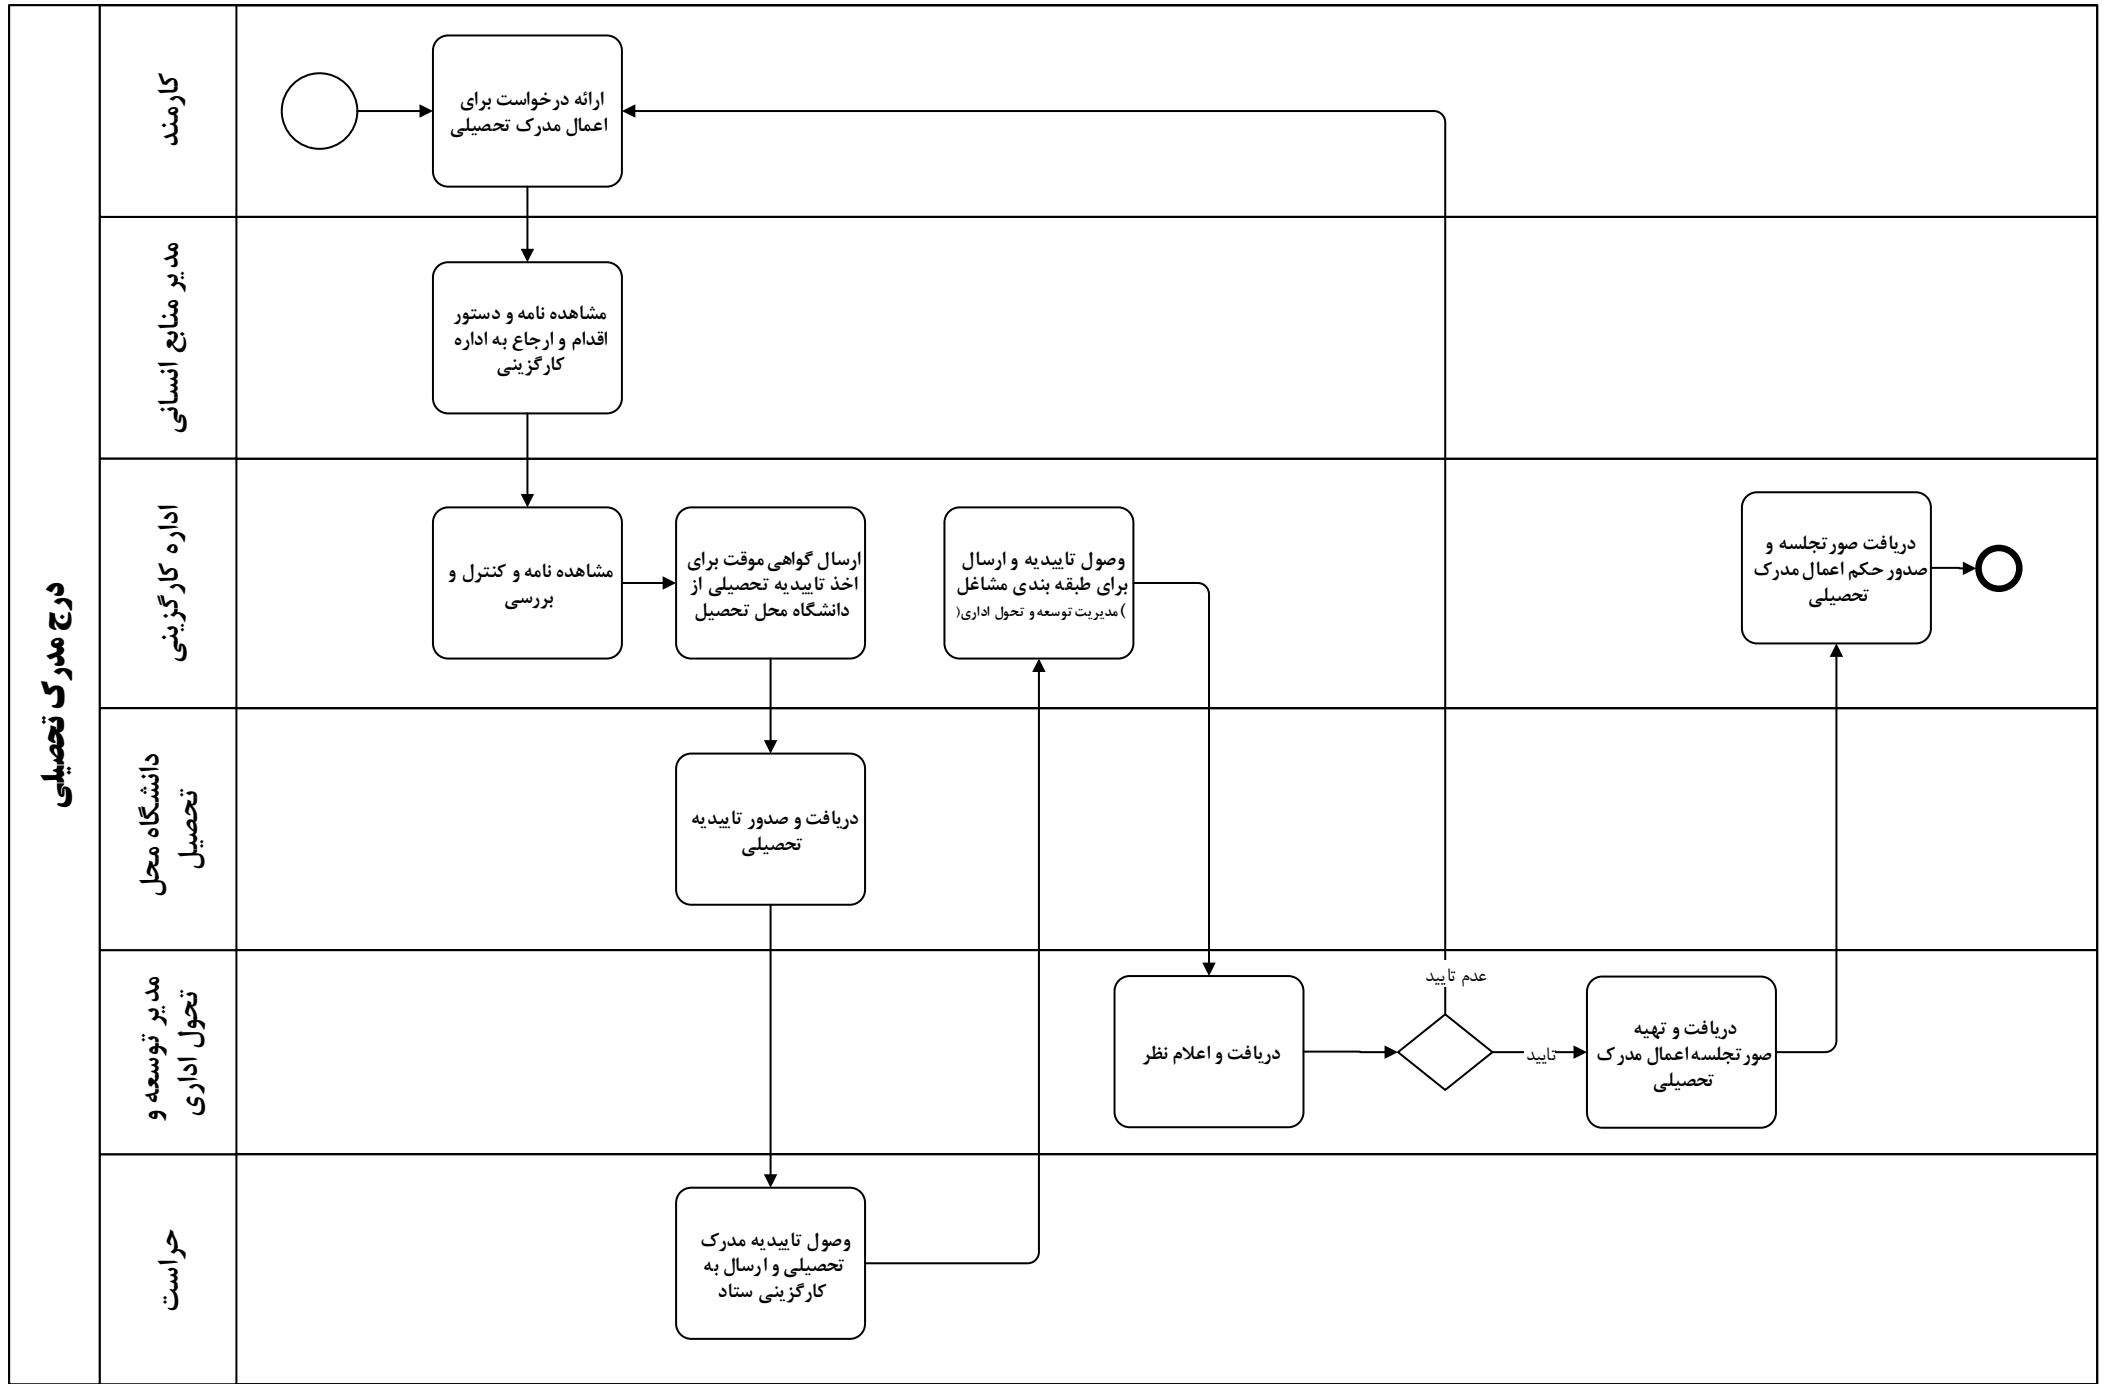 درج مدرک تحصیلی
کارمند
ارائه درخواست برای
اعمال مدرک تحصیلی
مدیر منابع انسانی
مشاهده نامه و دستور
اقدام و ارجاع به اداره
کارگزینی
اداره کارگزینی
مشاهده نامه و کنترل و
بررسی
ارسال گواهی موقت برای
اخذ تاییدیه تحصیلی از
دانشگاه محل تحصیل
وصول تاییدیه و ارسال
برای طبقه بندی مشاغل
)مدیریت توسعه و تحول اداری(
دریافت صورتجلسه و
صدور حکم اعمال مدرک
تحصیلی
دانشگاه محل
تحصیل
دریافت و صدور تاییدیه
تحصیلی
مدیر توسعه و
تحول اداری
دریافت و اعلام نظر
عدم تایید
تایید
دریافت و تهیه
صورتجلسه اعمال مدرک
تحصیلی
حراست
وصول تاییدیه مدرک
تحصیلی و ارسال به
کارگزینی ستاد